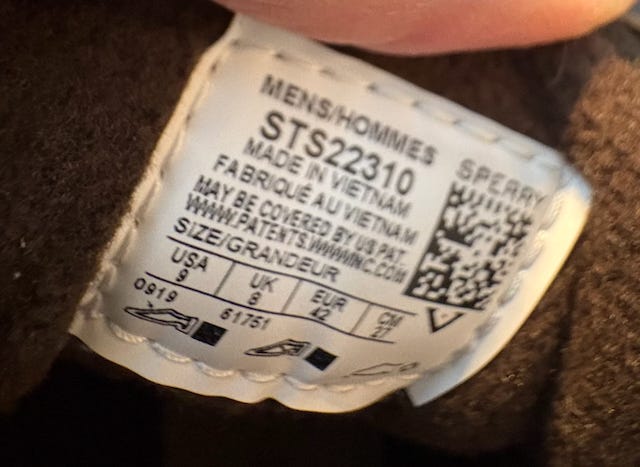 MENS/HOMMES
STS22310
MADE IN VIETNAM
FABRIQUÉ AU VIETNAM
MAY BE COVERED BY US PAT.
WWW.PATENTS.WWWINC.COM
SIZE/GRANDEUR
USA UK EUR CM
9 8 42 27
0919 61751
SPERRY